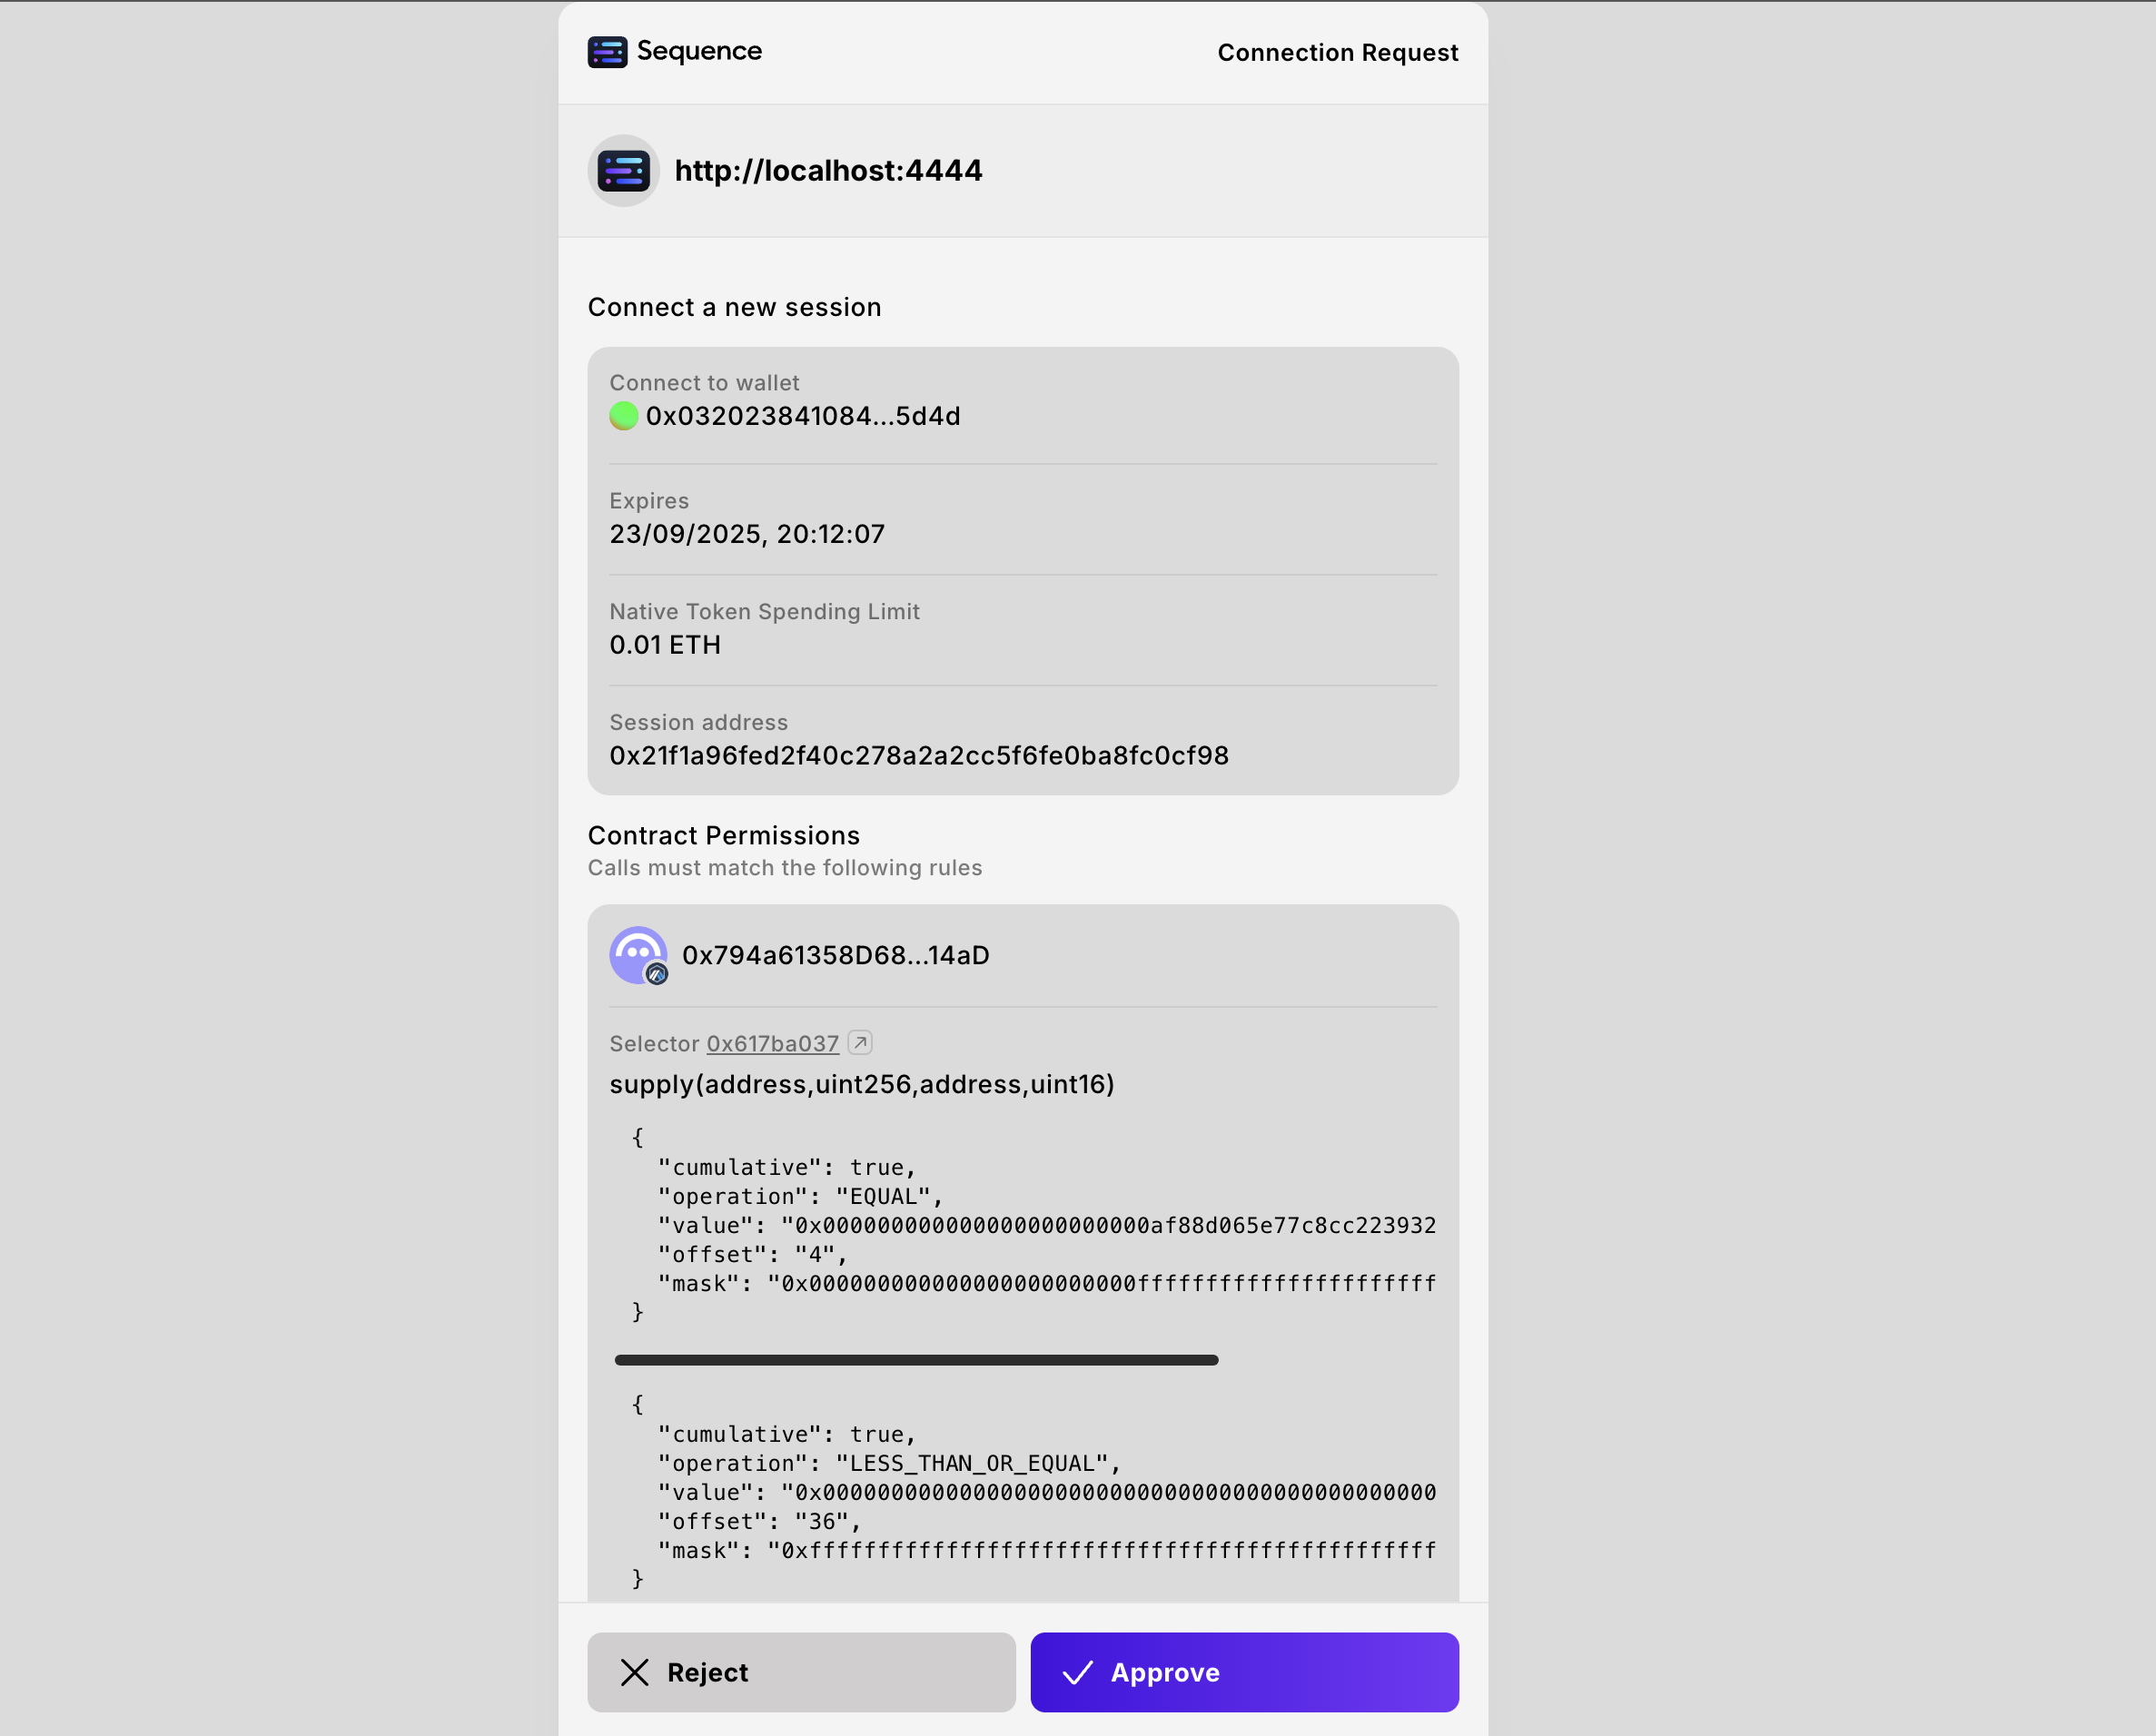 Sequence
Connection Request
http://localhost:4444
Connect a new session
Connect to wallet
0x032023841084...5d4d
Expires
23/09/2025, 20:12:07
Native Token Spending Limit
0.01 ETH
Session address
0x21f1a96fed2f40c278a2a2cc5f6fe0ba8fc0cf98
Contract Permissions
Calls must match the following rules
0x794a61358D68...14aD
Selector 0x617ba037
supply(address,uint256,address,uint16)
{
"cumulative": true,
"operation": "EQUAL",
"value": "0x000000000000000000000000af88d065e77c8cc223932
"offset": "4",
"mask": "0x000000000000000000000000ffffffffffffffffffffff
}
{
"cumulative": true,
"operation": "LESS_THAN_OR_EQUAL",
"value": "0x000000000000000000000000000000000000000000000
"offset": "36",
"mask": "0xffffffffffffffffffffffffffffffffffffffffffffff
}
Reject
Approve